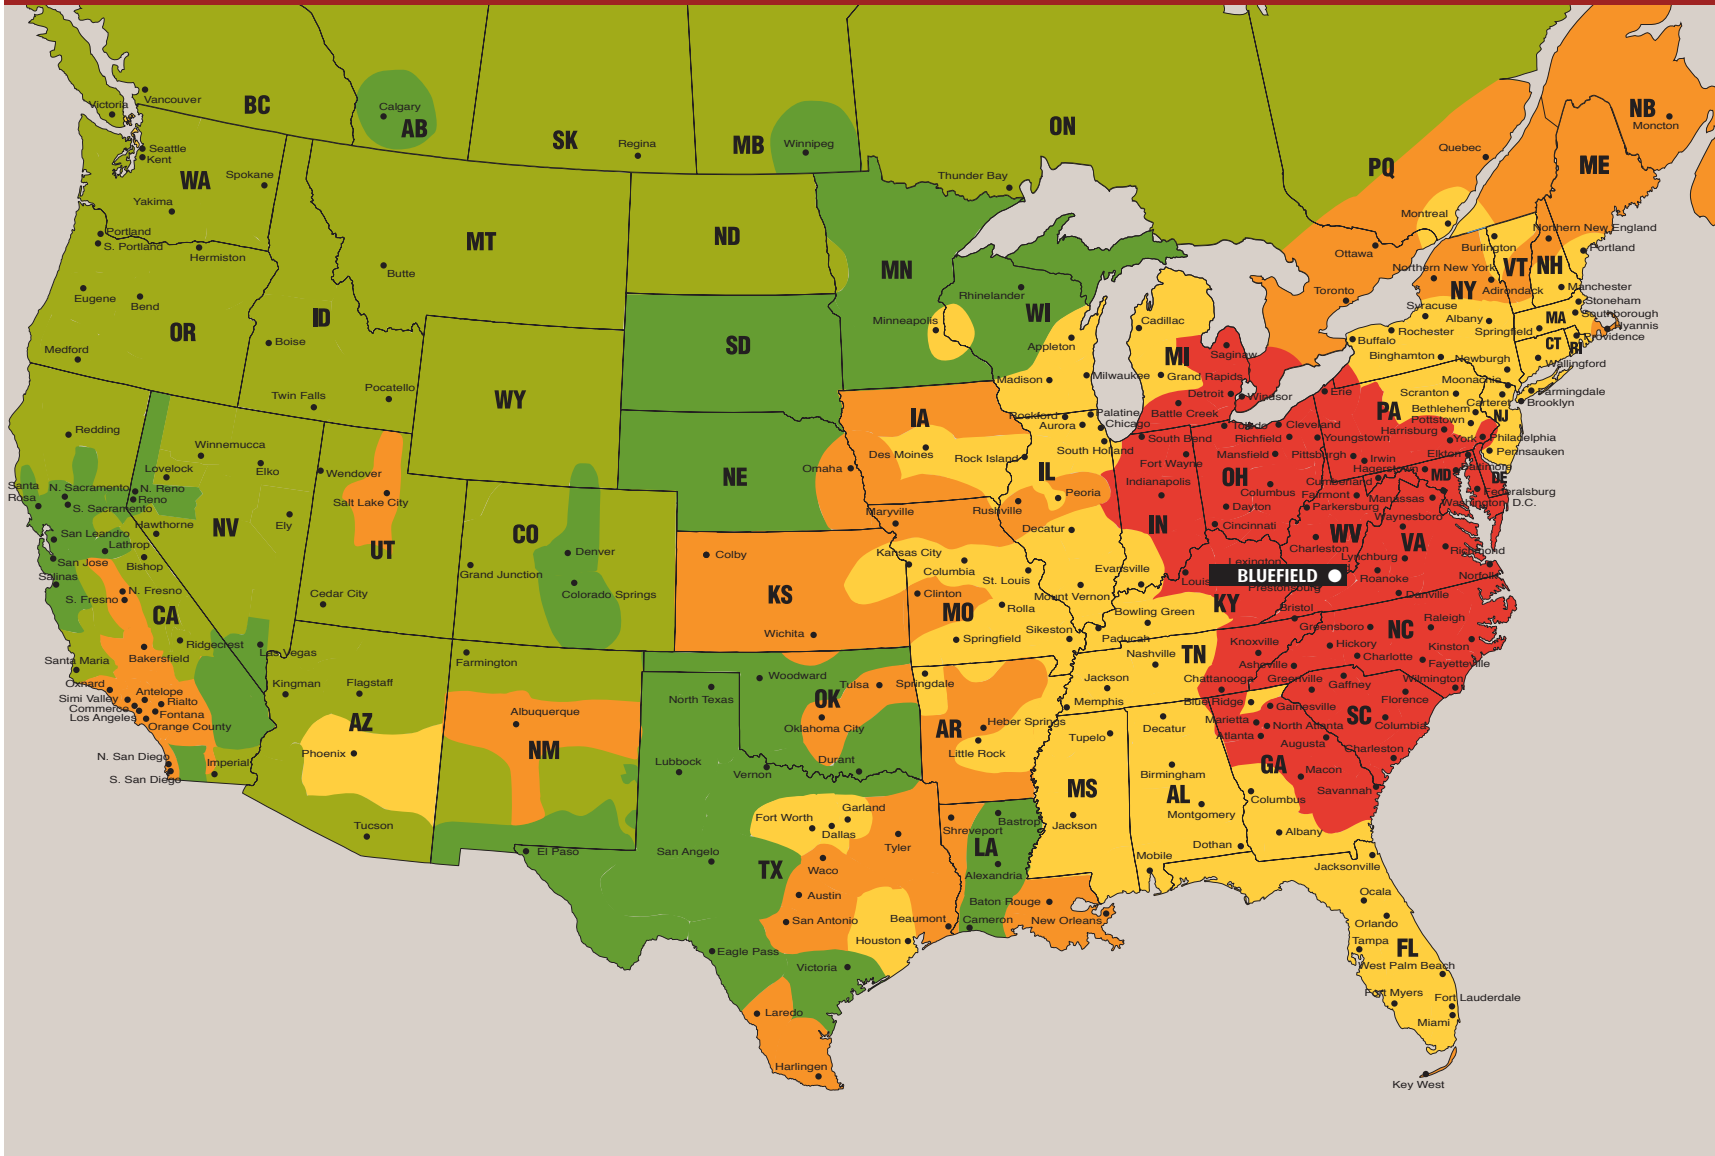 BC
Vancouver
Victoria
Calgary
AB
SK
Regina
MB
Winnipeg
ON
Thunder Bay
PQ
Quebec
Montreal
Ottawa
Toronto
NB
Moncton
ME
Seattle
Kent
WA
Spokane
Yakima
Portland
S. Portland
Hermiston
Eugene
Bend
OR
Medford
ID
Boise
Twin Falls
Pocatello
MT
Butte
WY
ND
SD
NE
Omaha
MN
Minneapolis
WI
Rhinelander
Appleton
Madison
Milwaukee
MI
Cadillac
Saginaw
Grand Rapids
Detroit
Windsor
Battle Creek
Northern New England
Portland
Burlington
VT
NH
Northern New York
NY
Adirondack
Manchester
Stoneham
Southborough
Hyannis
Providence
Syracuse
Albany
MA
Springfield
Rochester
Buffalo
CT
RI
Wallingford
Binghamton
Newburgh
Moonachie
Farmingdale
Brooklyn
Carteret
NJ
Scranton
Bethlehem
Pottstown
Erie
PA
Harrisburg
York
Philadelphia
Pennsauken
Pittsburgh
Irwin
Hagerstown
Elkton
Baltimore
MD
DE
Federalsburg
Washington, D.C.
Cumberland
Fairmont
Manassas
Parkersburg
WV
Waynesboro
VA
Charleston
Lynchburg
Richmond
Roanoke
Norfolk
Danville
BLUEFIELD
Toledo
Cleveland
Richfield
Youngstown
Mansfield
OH
Columbus
Dayton
Cincinnati
South Bend
Fort Wayne
Indianapolis
IN
Evansville
Lexington
Louis
Prestonsburg
KY
Bowling Green
Paducah
Bristol
IA
Des Moines
Rock Island
Rockford
Palatine
Aurora
Chicago
South Holland
IL
Peoria
Rushville
Decatur
Mount Vernon
Maryville
Kansas City
Columbia
St. Louis
Clinton
MO
Rolla
Springfield
Sikeston
Redding
Santa
Rosa
N. Sacramento
S. Sacramento
San Leandro
Lathrop
San Jose
Salinas
N. Fresno
S. Fresno
CA
Bishop
Ridgecrest
Bakersfield
Santa Maria
Oxnard
Simi Valley
Commerce
Los Angeles
Antelope
Rialto
Fontana
Orange County
N. San Diego
S. San Diego
Imperial
Winnemucca
Lovelock
Elko
N. Reno
Reno
Hawthorne
NV
Ely
Las Vegas
Wendover
Salt Lake City
UT
Cedar City
CO
Denver
Grand Junction
Colorado Springs
Colby
KS
Wichita
Kingman
Flagstaff
AZ
Phoenix
Tucson
Farmington
Albuquerque
NM
Woodward
Tulsa
OK
Oklahoma City
Durant
North Texas
Lubbock
Vernon
Fort Worth
Garland
Dallas
Tyler
El Paso
San Angelo
TX
Waco
Austin
San Antonio
Beaumont
Houston
Eagle Pass
Victoria
Laredo
Harlingen
Springdale
AR
Heber Springs
Little Rock
Shreveport
Bastrop
LA
Alexandria
Baton Rouge
Cameron
New Orleans
TN
Nashville
Jackson
Memphis
Knoxville
Chattanooga
Tupelo
MS
Jackson
Decatur
Birmingham
AL
Montgomery
Dothan
Mobile
Greensboro
NC
Raleigh
Hickory
Kinston
Charlotte
Fayetteville
Asheville
Wilmington
Greenville
Gaffney
Florence
SC
Columbia
Charleston
Blue Ridge
Gainesville
Marietta
North Atlanta
Atlanta
Augusta
GA
Macon
Savannah
Columbus
Albany
Jacksonville
Ocala
Orlando
Tampa
FL
West Palm Beach
Fort Myers
Fort Lauderdale
Miami
Key West